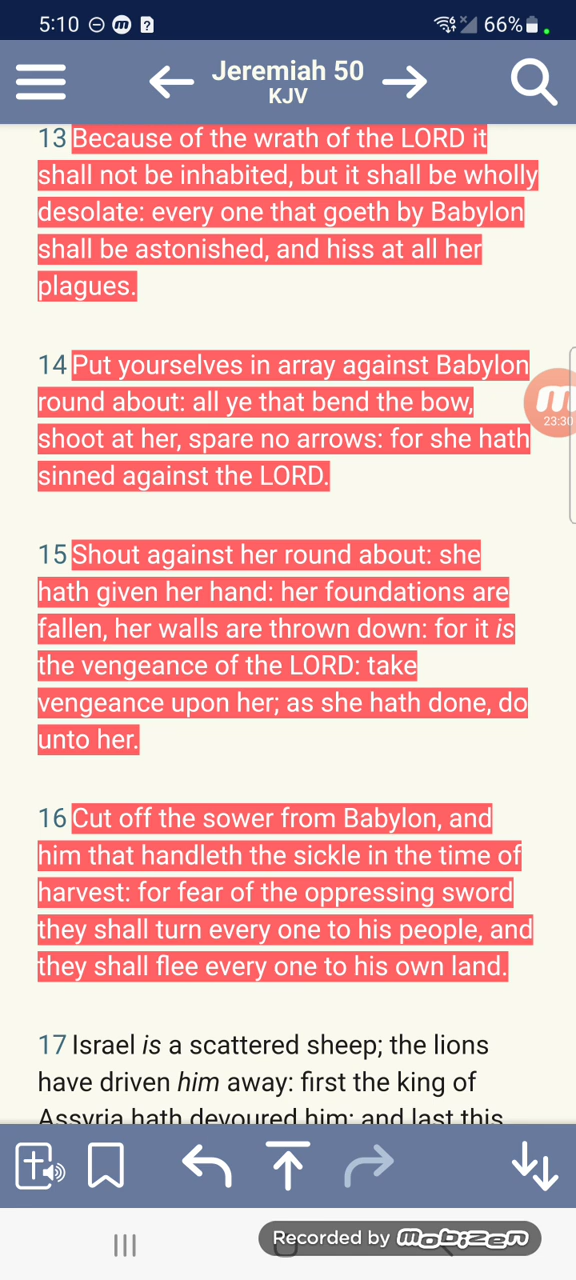 5:10 66%
Jeremiah 50
KJV
13 Because of the wrath of the LORD it
shall not be inhabited, but it shall be wholly
desolate: every one that goeth by Babylon
shall be astonished, and hiss at all her
plagues.
14 Put yourselves in array against Babylon
round about: all ye that bend the bow,
shoot at her, spare no arrows: for she hath
sinned against the LORD.
23:30
15 Shout against her round about: she
hath given her hand: her foundations are
fallen, her walls are thrown down: for it is
the vengeance of the LORD: take
vengeance upon her; as she hath done, do
unto her.
16 Cut off the sower from Babylon, and
him that handleth the sickle in the time of
harvest: for fear of the oppressing sword
they shall turn every one to his people, and
they shall flee every one to his own land.
17 Israel is a scattered sheep; the lions
have driven him away: first the king of
Assyria hath devoured him; and last this
Recorded by Mobizen